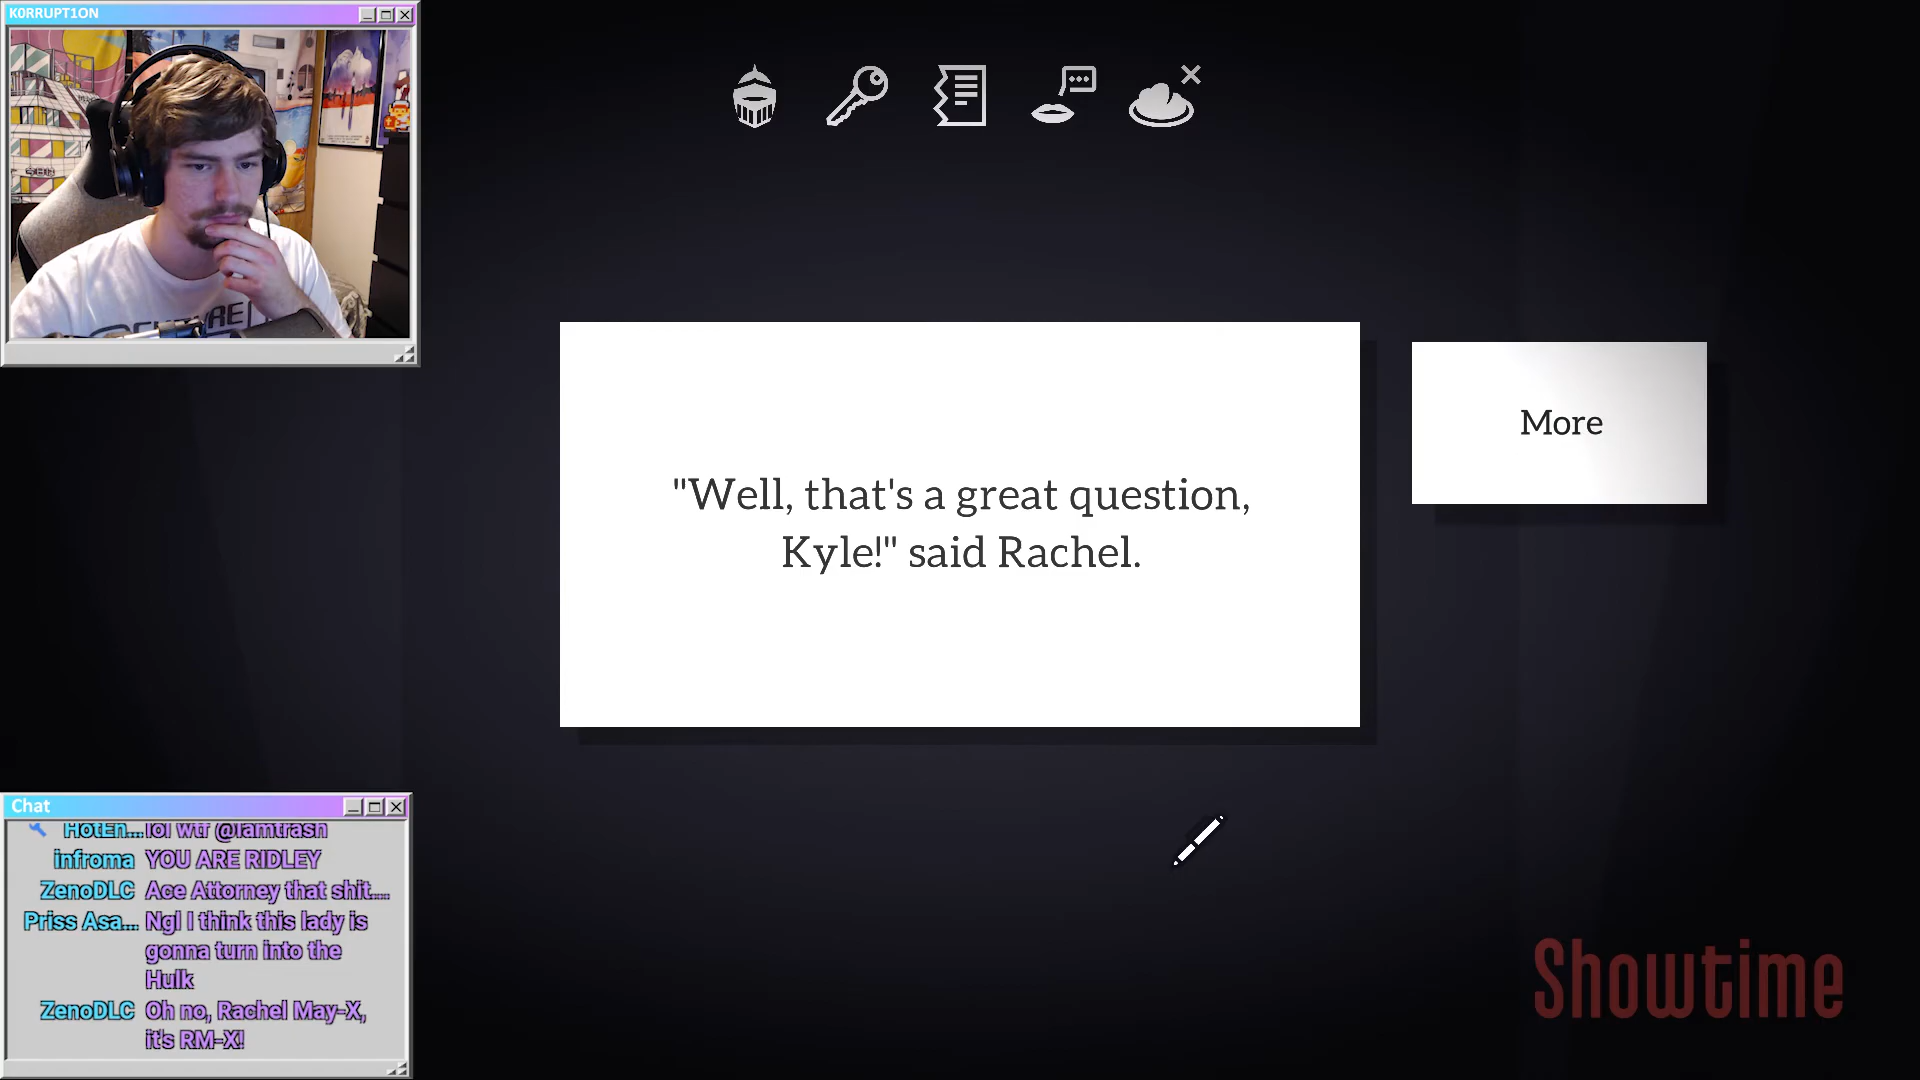 K0RRUPT1ON
"Well, that's a great question,
Kyle!" said Rachel.
More
Chat
HotEn... lol wtf @Iamtrash
infroma YOU ARE RIDLEY
ZenoDLC Ace Attorney that shit...
Priss Asa... Ngl I think this lady is
gonna turn into the
Hulk
ZenoDLC Oh no, Rachel May-X,
it's RM-X!
Showtime